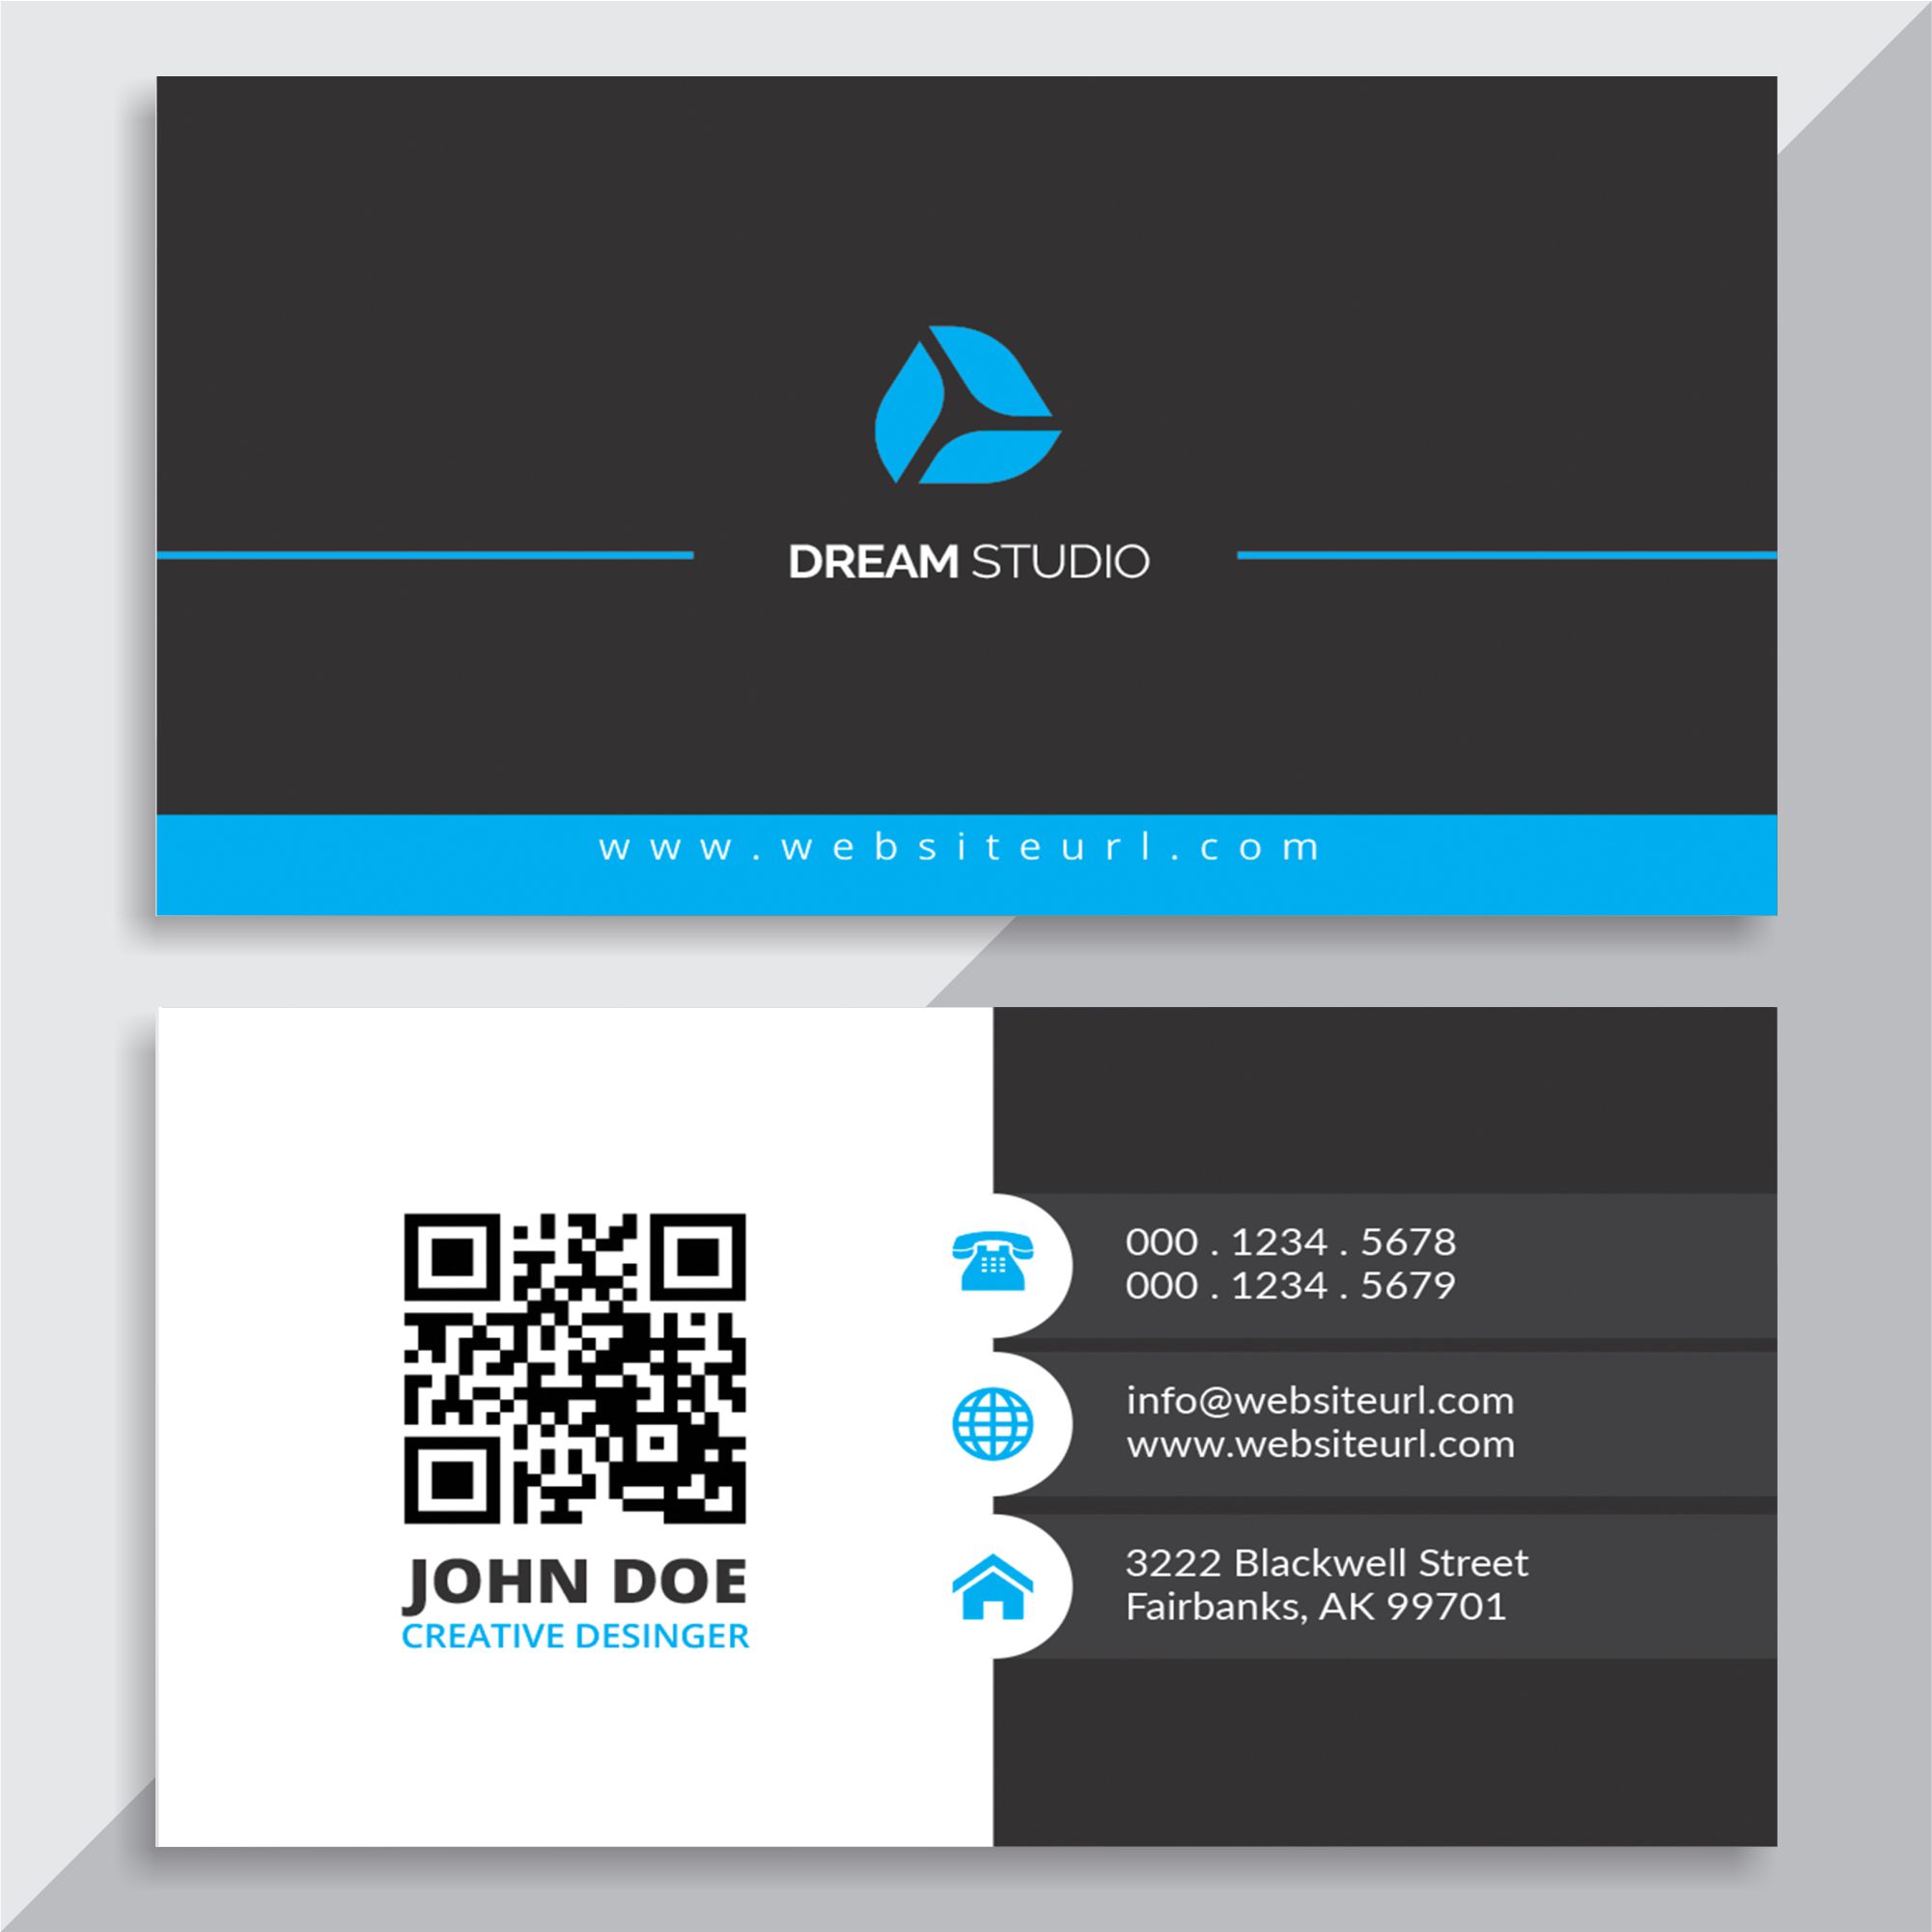 DREAM STUDIO
www.websiteurl.com
JOHN DOE
CREATIVE DESINGER
000 . 1234 . 5678
000 . 1234 . 5679
info@websiteurl.com
www.websiteurl.com
3222 Blackwell Street
Fairbanks, AK 99701